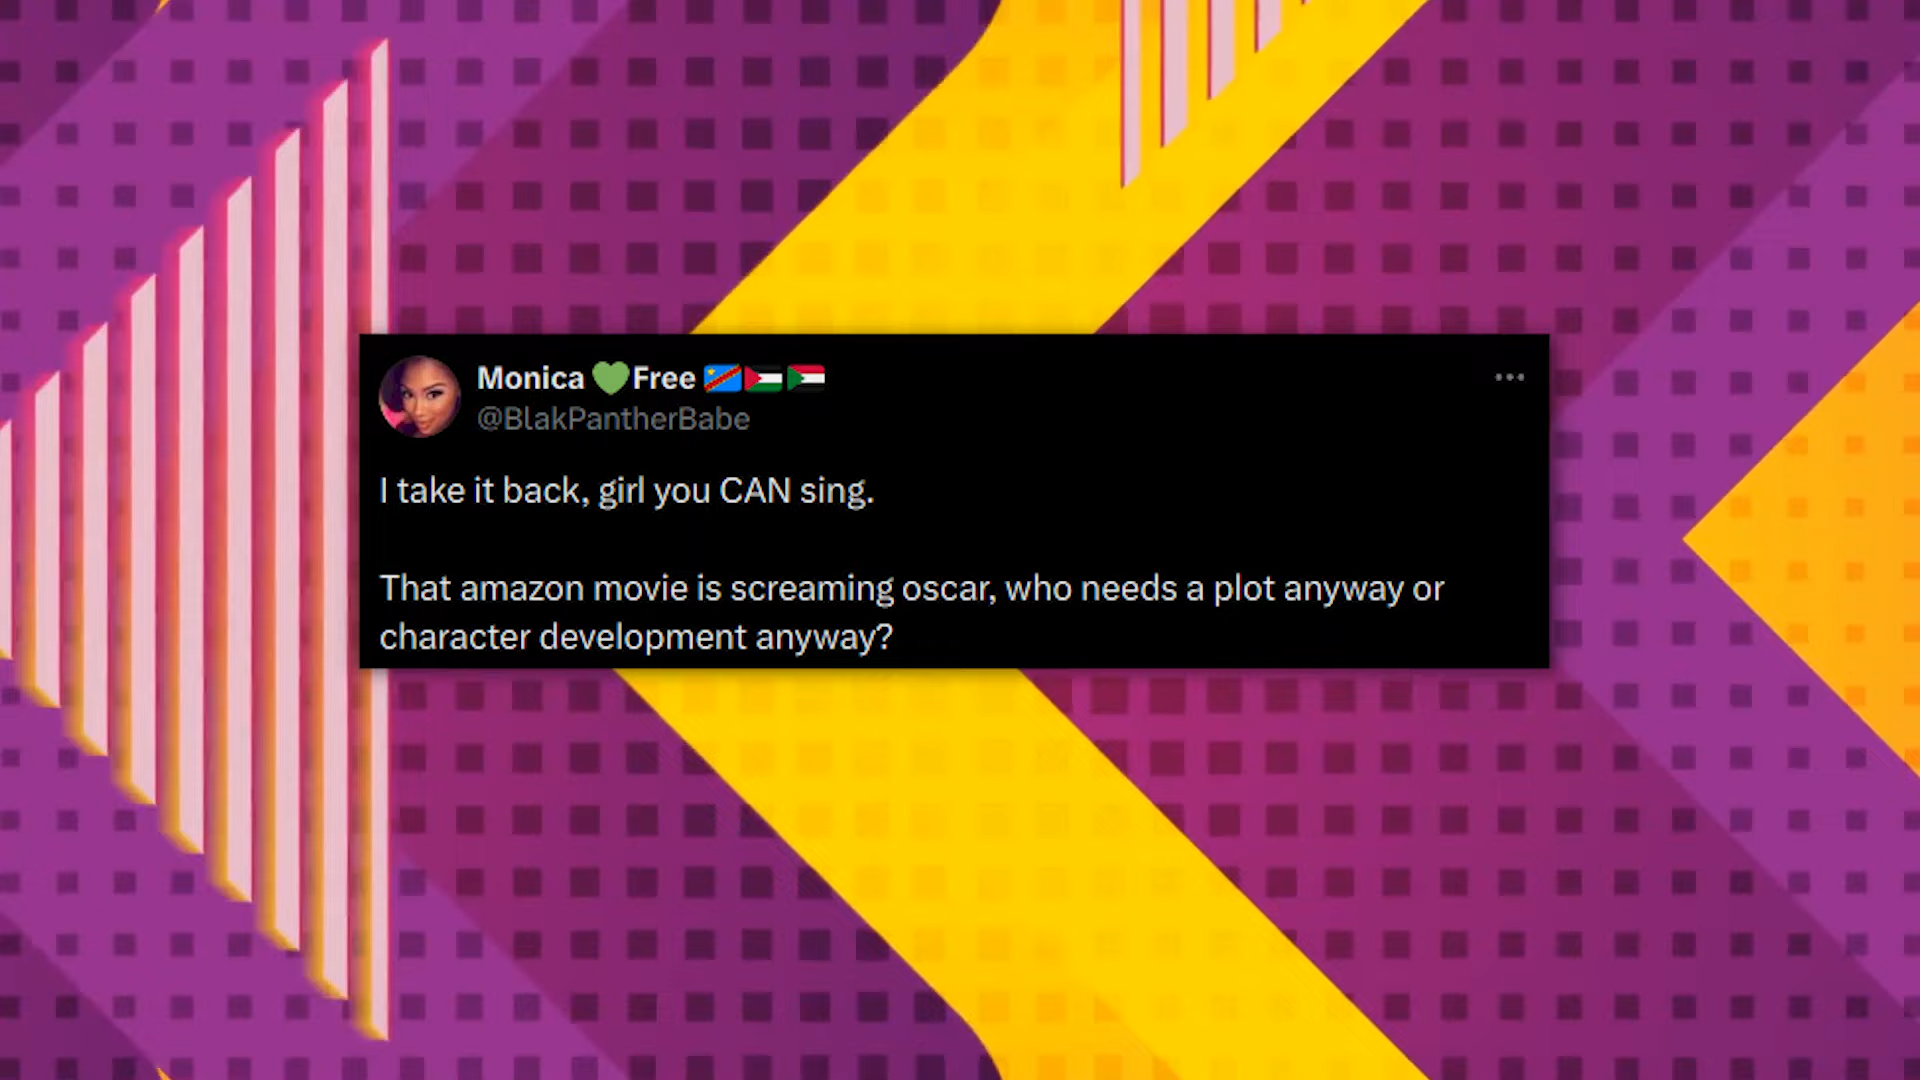 Monica 💚Free 🇨🇩🇵🇸🇸🇩
@BlakPantherBabe
I take it back, girl you CAN sing.
That amazon movie is screaming oscar, who needs a plot anyway or
character development anyway?